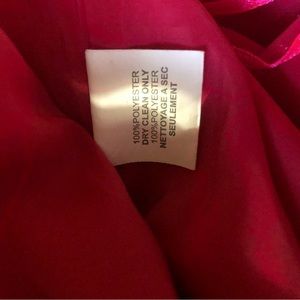 100%POLYESTER
DRY CLEAN ONLY
100%POLYESTER
NETTOYAGE A SEC
SEULEMENT